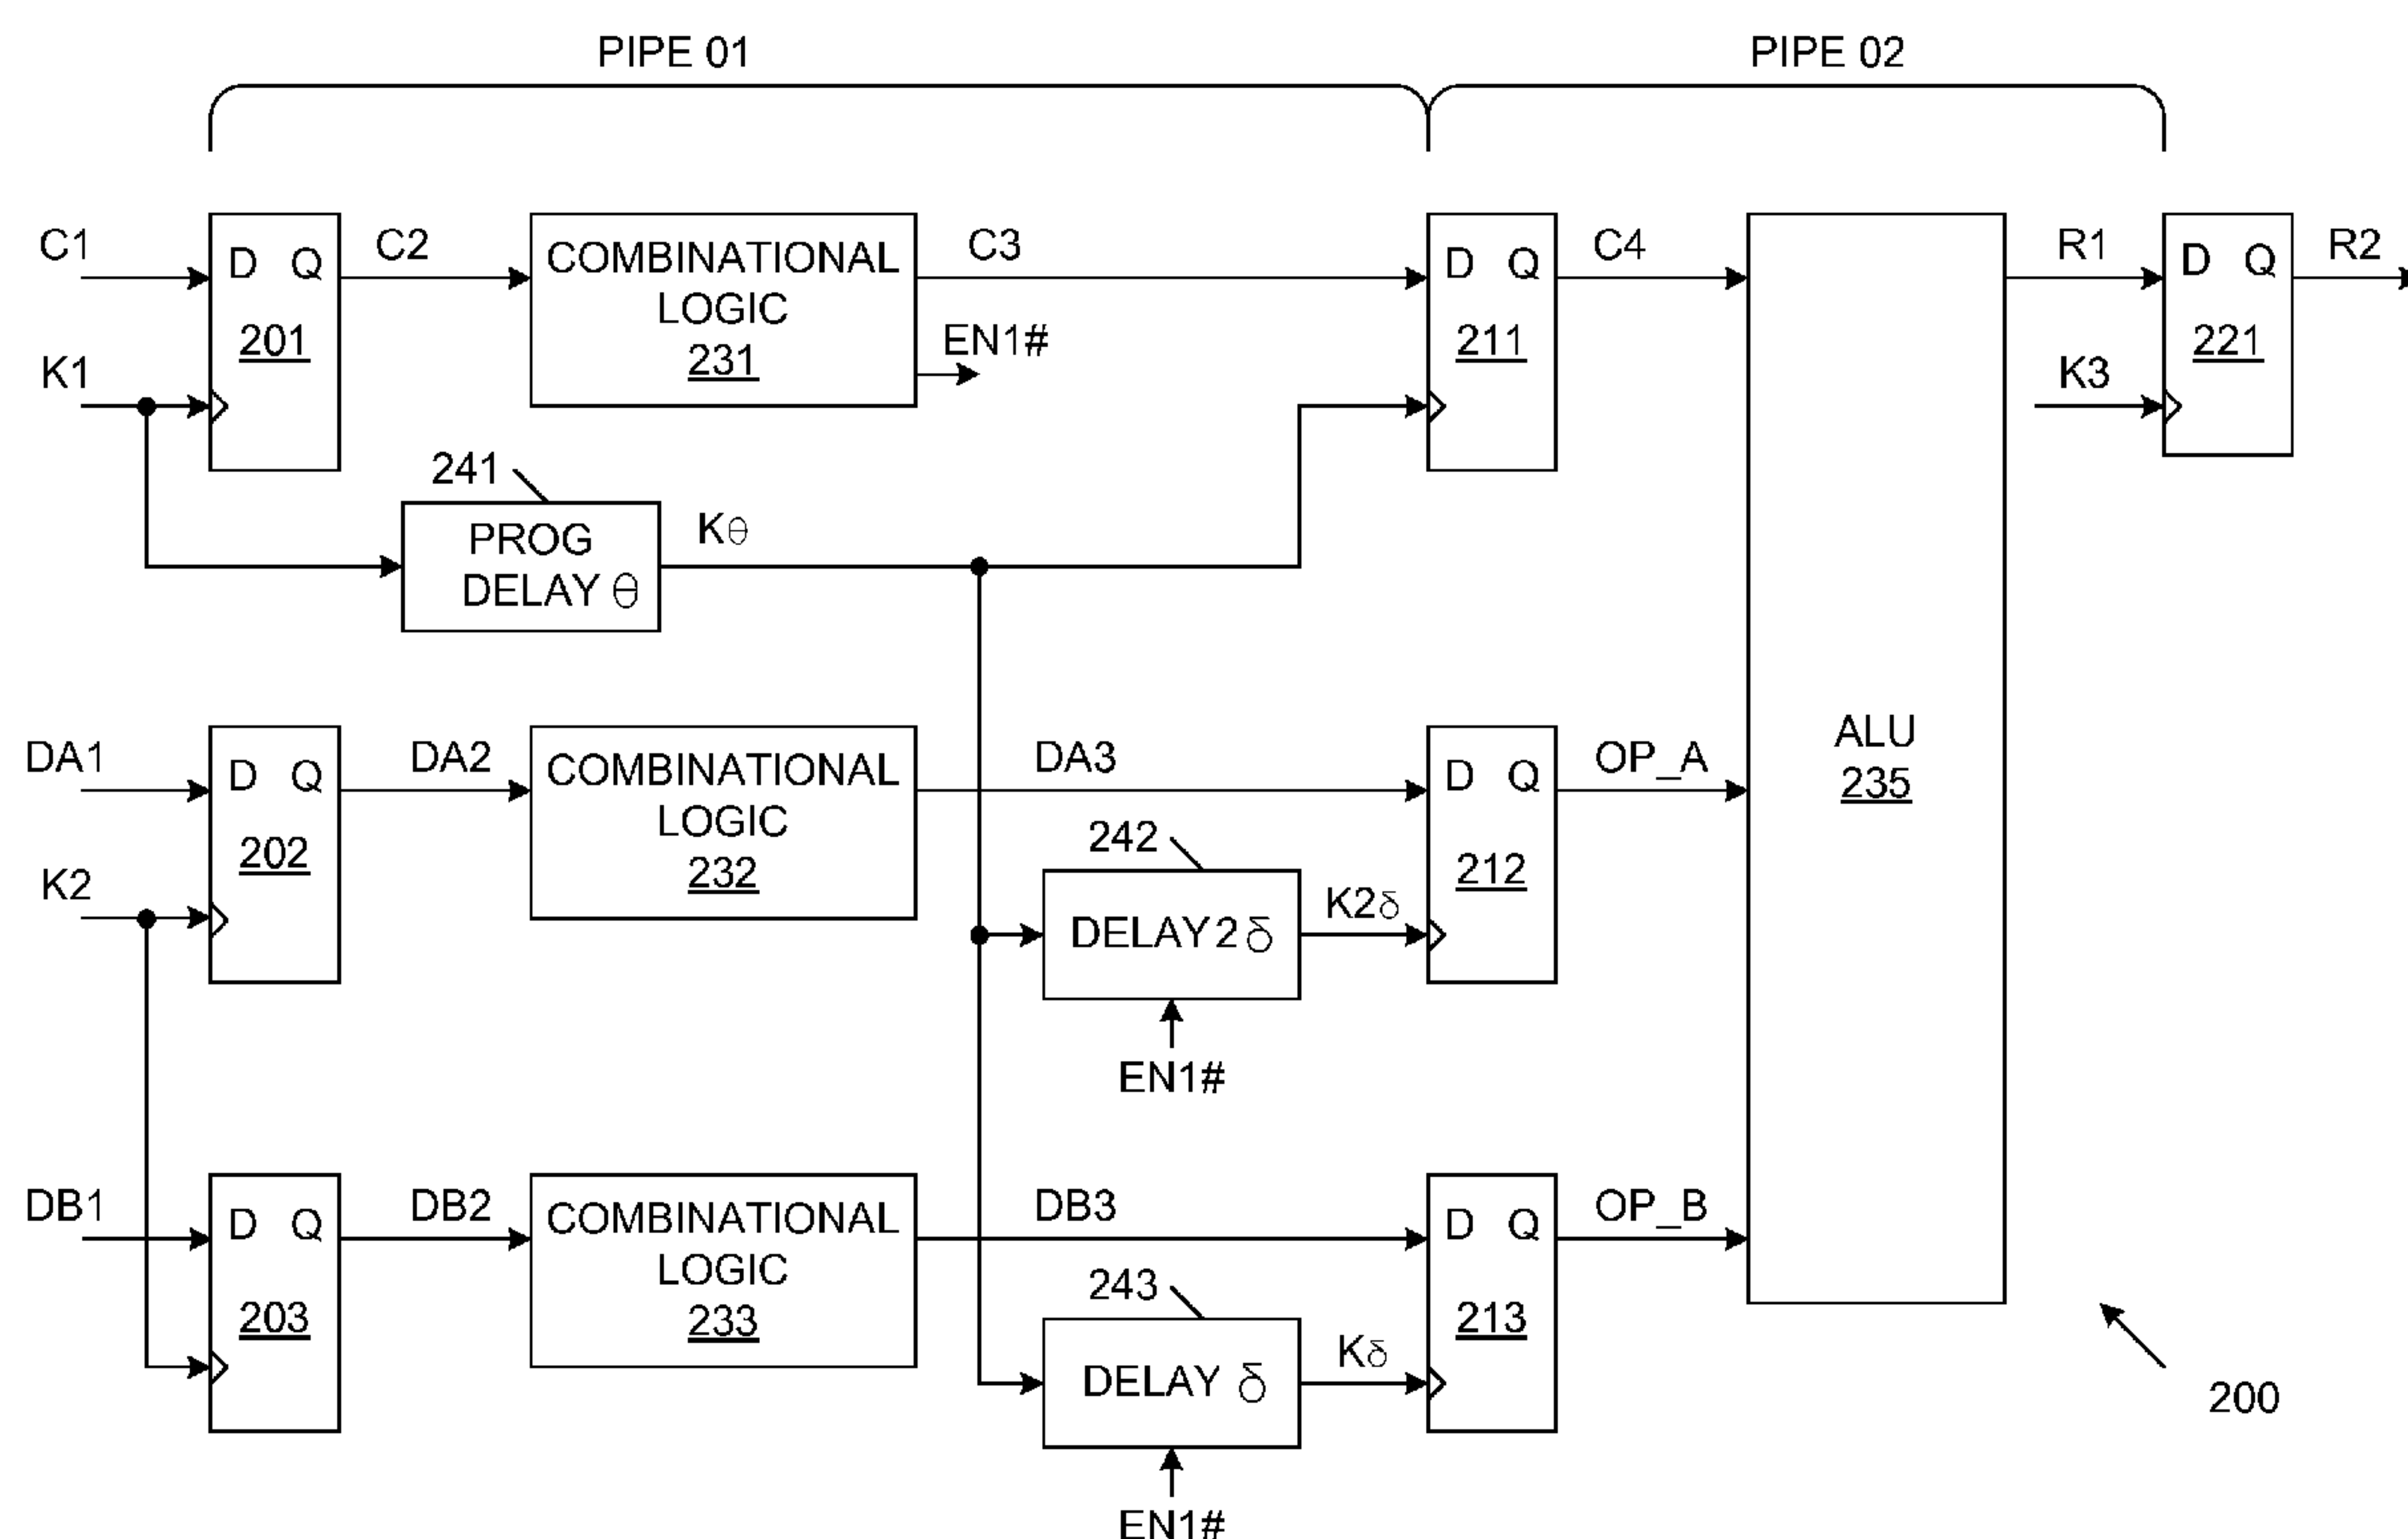 PIPE 01
PIPE 02
C1
D Q
C2
COMBINATIONAL
LOGIC
231
C3
D Q
C4
R1
D Q
R2
201
EN1#
211
221
K1
K3
241
PROG
DELAY θ
Kθ
DA1
D Q
DA2
COMBINATIONAL
LOGIC
232
DA3
D Q
OP_A
ALU
235
202
242
212
K2
DELAY 2 δ
K2δ
EN1#
DB1
D Q
DB2
COMBINATIONAL
LOGIC
233
DB3
D Q
OP_B
203
243
213
DELAY δ
Kδ
200
EN1#